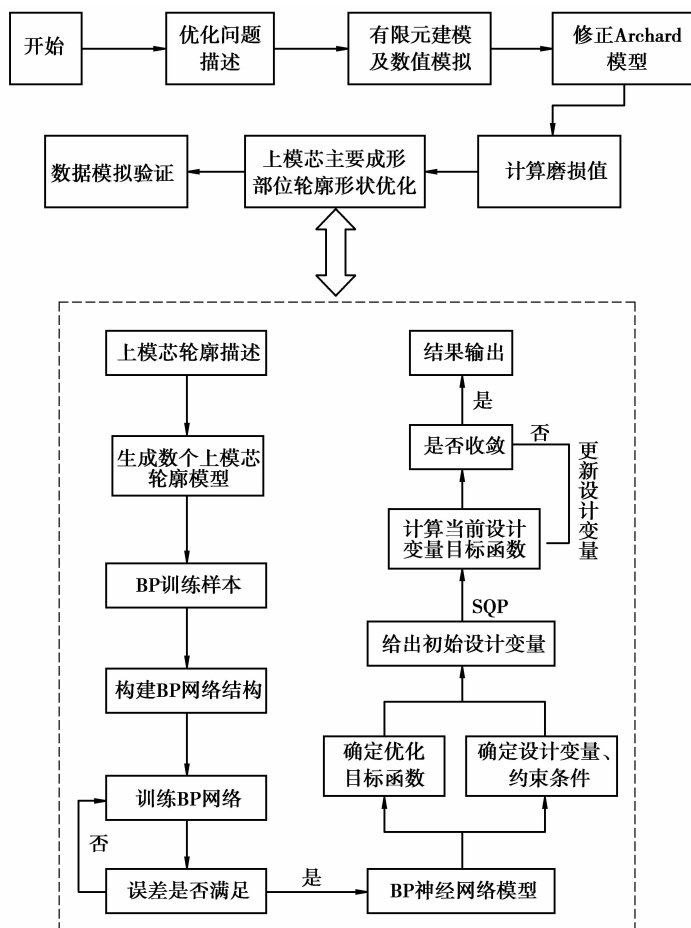 开始
优化问题
描述
有限元建模
及数值模拟
修正Archard
模型
数据模拟验证
上模芯主要成形
部位轮廓形状优化
计算磨损值
上模芯轮廓描述
生成数个上模芯
轮廓模型
BP训练样本
构建BP网络结构
训练BP网络
否
误差是否满足
是
BP神经网络模型
确定优化
目标函数
确定设计变量、
约束条件
给出初始设计变量
SQP
计算当前设计
变量目标函数
是否收敛
否
更新设计变量
是
结果输出